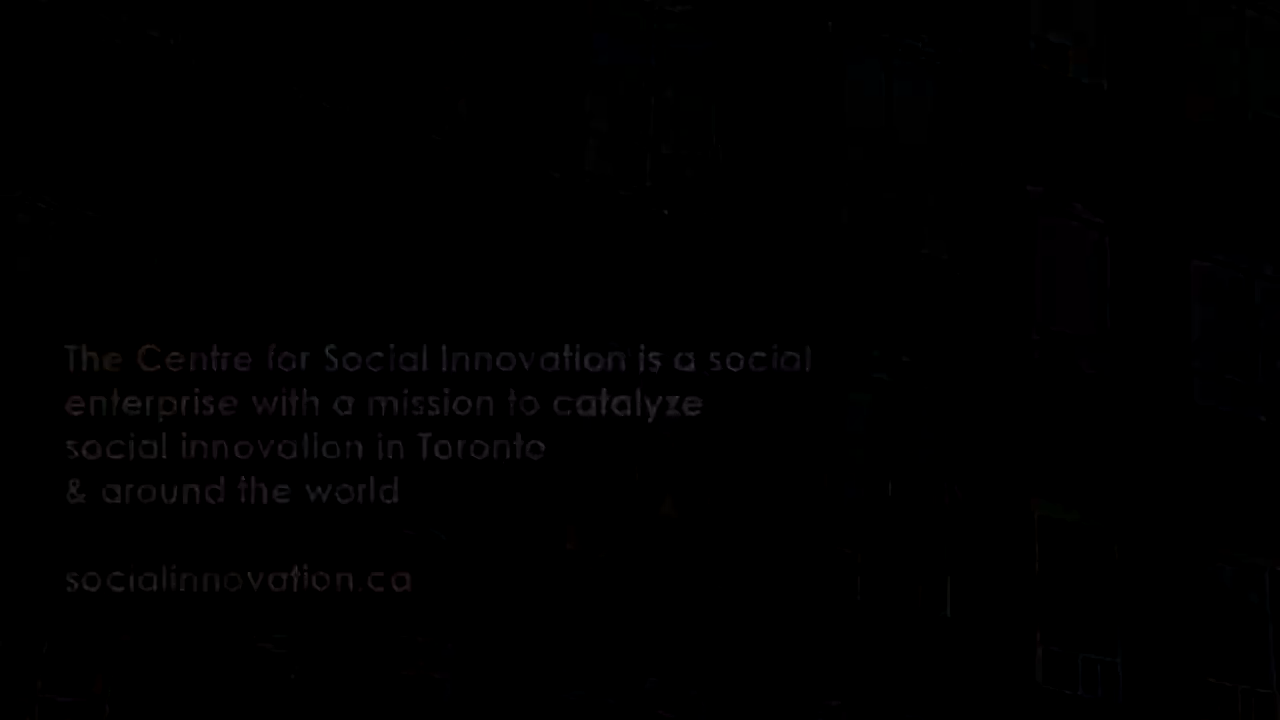 The Centre for Social Innovation is a social
enterprise with a mission to catalyze
social innovation in Toronto
& around the world
socialinnovation.ca